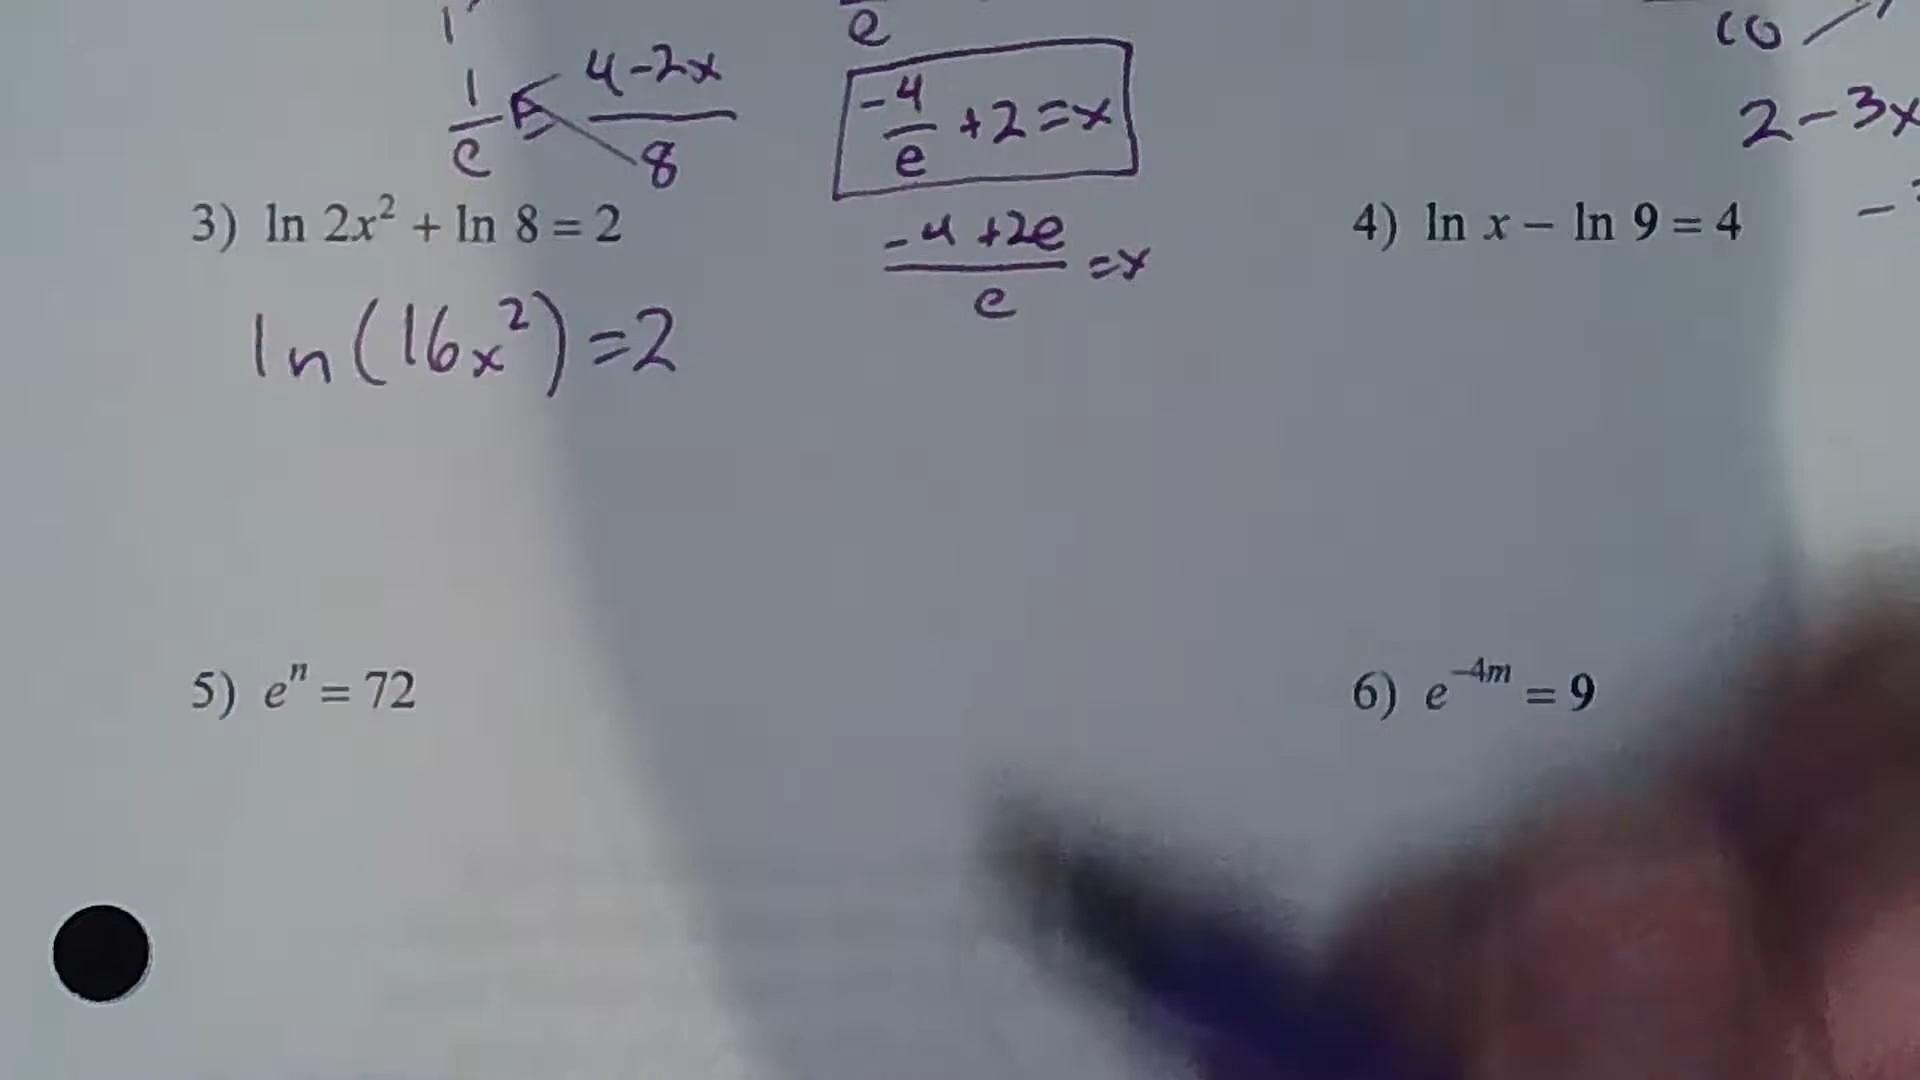 1/e = (4-2x)/8
e
-4/e +2=x
10
2-3x
3) ln 2x² + ln 8 = 2
(-4+2e)/e =x
4) ln x – ln 9 = 4
ln(16x²)=2
5) eⁿ = 72
6) e^(–4m) = 9